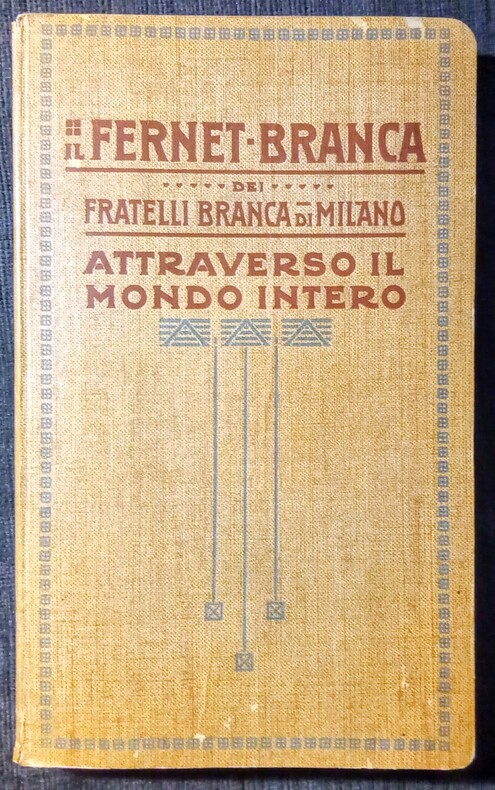 IL FERNET-BRANCA
DEI
FRATELLI BRANCA DI MILANO
ATTRAVERSO IL
MONDO INTERO